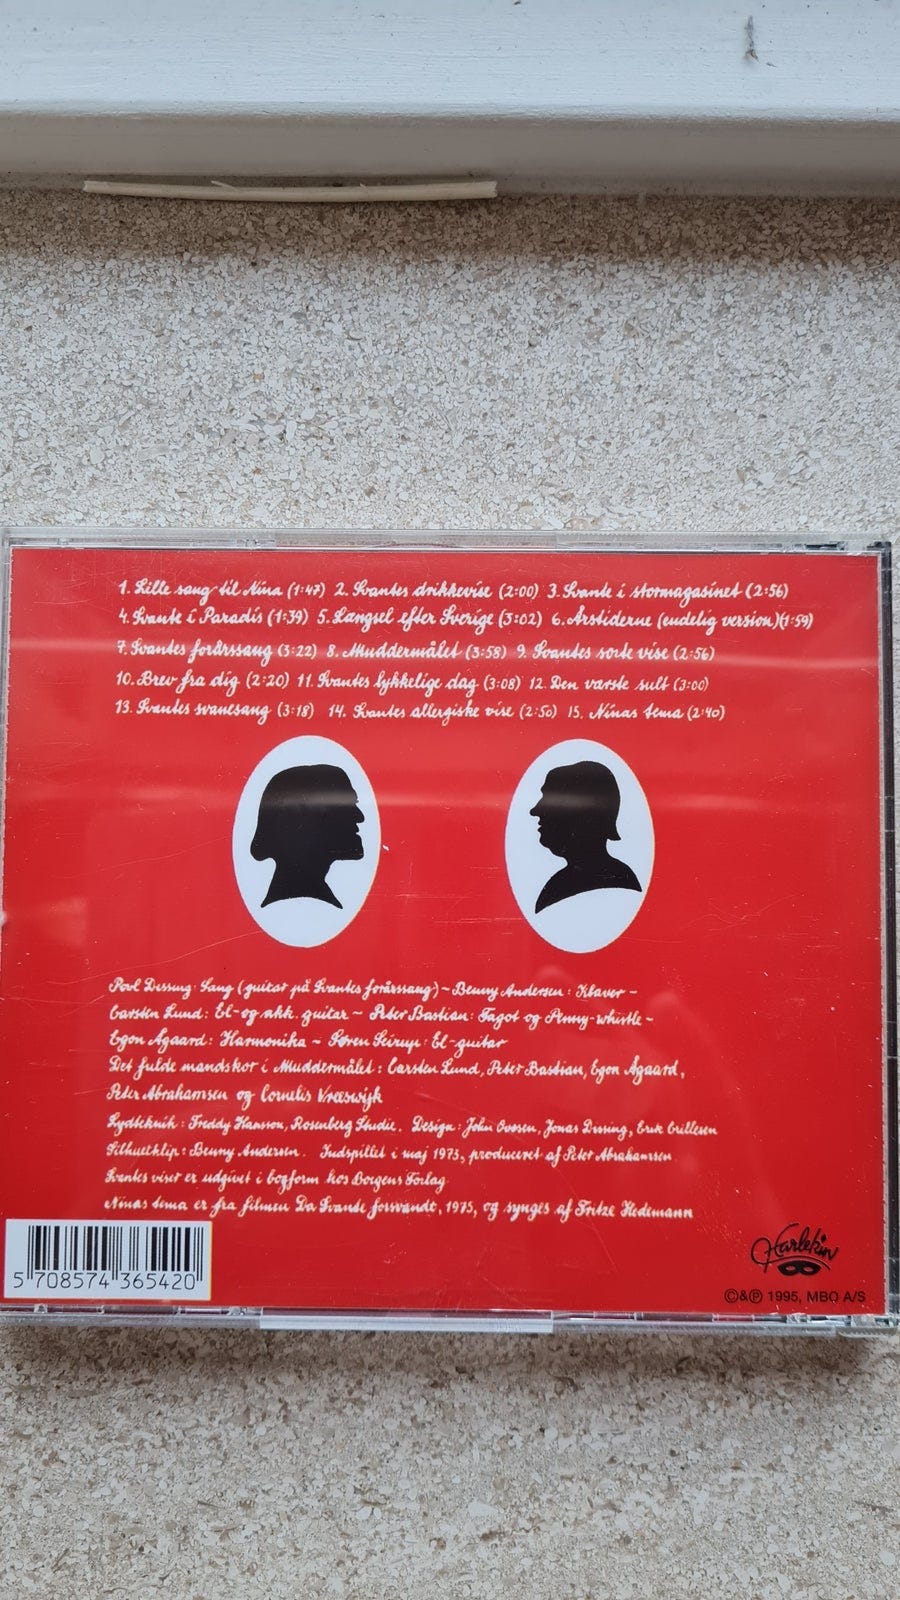 1. Lille sang til Nina (1:47) 2. Svantes drikkevise (2:00) 3. Svante i stormagasinet (2:56)
4. Svante i Paradis (1:39) 5. Længsel efter Sverige (3:02) 6. Årstiderne (endelig version)(1:59)
7. Svantes forårssang (3:22) 8. Muddermålet (3:58) 9. Svantes sorte vise (2:56)
10. Brev fra dig (2:20) 11. Svantes lykkelige dag (3:08) 12. Den værste sult (3:00)
13. Svantes svanesang (3:18) 14. Svantes allergiske vise (2:50) 15. Ninas tema (2:40)
Povl Dissing: Sang (guitar på Svantes forårssang) – Benny Andersen: Klaver –
Carsten Lund: El- og akk. guitar – Peter Bastian: Fagot og Penny-whistle –
Egon Ågaard: Harmonika – Søren Seirup: El-guitar
Det fulde mandskor i Muddermålet: Carsten Lund, Peter Bastian, Egon Ågaard,
Peter Abrahamsen og Cornelis Vreeswijk
Lydteknik: Freddy Hansson, Rosenberg Studie. Design: John Ovesen, Jonas Dissing, Erik Crillesen
Silhuetklip: Benny Andersen. Indspillet i maj 1973, produceret af Peter Abrahamsen
Svantes viser er udgivet i bogform hos Borgens Forlag
Ninas tema er fra filmen Da Svante forsvandt, 1975, og synges af Fritze Hedemann
5 708574 365420
Harlekin
©&℗ 1995, MBO A/S